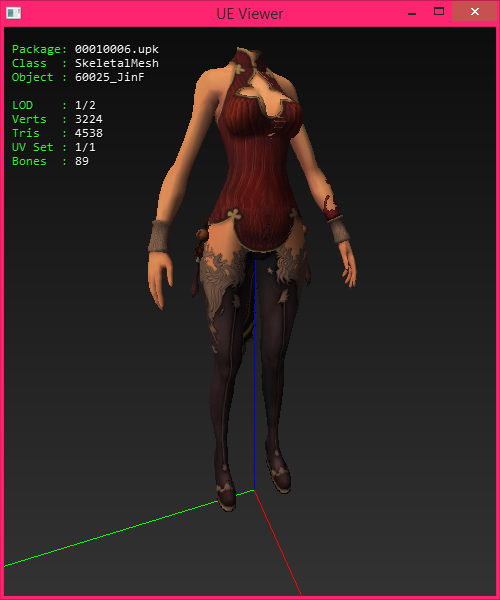 UE Viewer
Package: 00010006.upk
Class : SkeletalMesh
Object : 60025_JinF
LOD : 1/2
Verts : 3224
Tris : 4538
UV Set : 1/1
Bones : 89